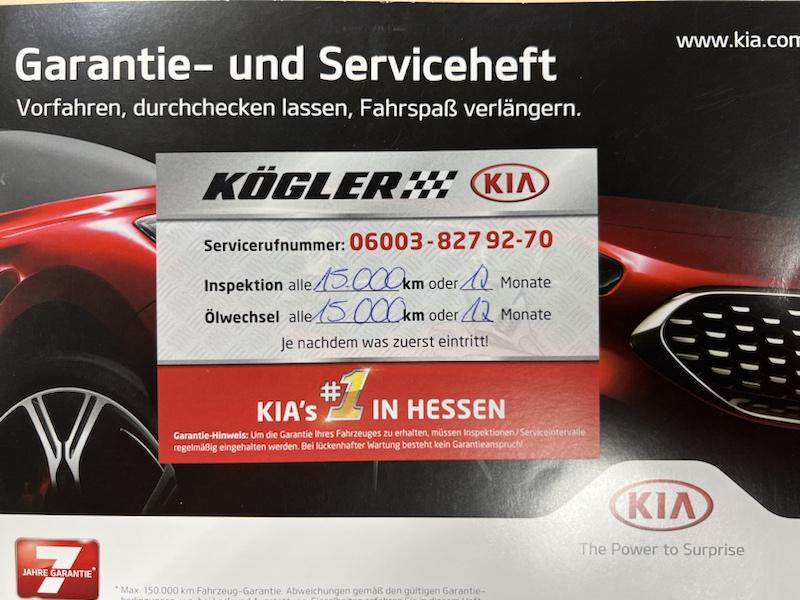 www.kia.com
Garantie- und Serviceheft
Vorfahren, durchchecken lassen, Fahrspaß verlängern.
KÖGLER KIA
Servicerufnummer: 06003-827 92-70
Inspektion alle 15.000 km oder 12 Monate
Ölwechsel alle 15.000 km oder 12 Monate
Je nachdem was zuerst eintritt!
KIA's #1 IN HESSEN
Garantie-Hinweis: Um die Garantie Ihres Fahrzeuges zu erhalten, müssen Inspektionen/Serviceintervalle
regelmäßig eingehalten werden. Bei lückenhafter Wartung besteht kein Garantieanspruch!
KIA
The Power to Surprise
7
JAHRE GARANTIE*
* Max. 150.000 km Fahrzeug-Garantie. Abweichungen gemäß den gültigen Garantie-